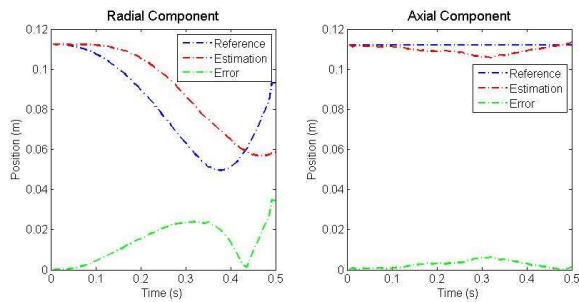 Radial Component
Axial Component
0.12
0.1
0.08
0.06
0.04
0.02
0
Position (m)
Reference
Estimation
Error
0
0.1
0.2
0.3
0.4
0.5
Time (s)
0.12
0.1
0.08
0.06
0.04
0.02
0
Position (m)
Reference
Estimation
Error
0
0.1
0.2
0.3
0.4
0.5
Time (s)